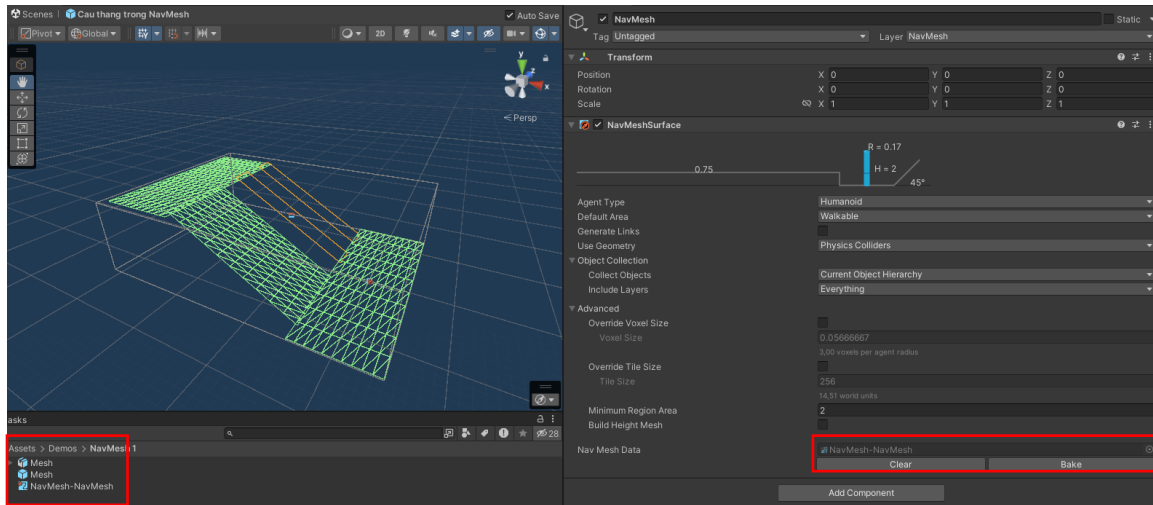 Scenes Cau thang trong NavMesh Auto Save
Pivot Global 2D
y
z
x
Persp
asks
28
Assets > Demos > NavMesh 1
Mesh
Mesh
NavMesh-NavMesh
NavMesh Static
Tag Untagged Layer NavMesh
Transform
Position X 0 Y 0 Z 0
Rotation X 0 Y 0 Z 0
Scale X 1 Y 1 Z 1
NavMeshSurface
R = 0.17
0.75 H = 2
45°
Agent Type Humanoid
Default Area Walkable
Generate Links
Use Geometry Physics Colliders
Object Collection
Collect Objects Current Object Hierarchy
Include Layers Everything
Advanced
Override Voxel Size
Voxel Size 0.05666667
3,00 voxels per agent radius
Override Tile Size
Tile Size 256
14,51 world units
Minimum Region Area 2
Build Height Mesh
Nav Mesh Data NavMesh-NavMesh
Clear Bake
Add Component